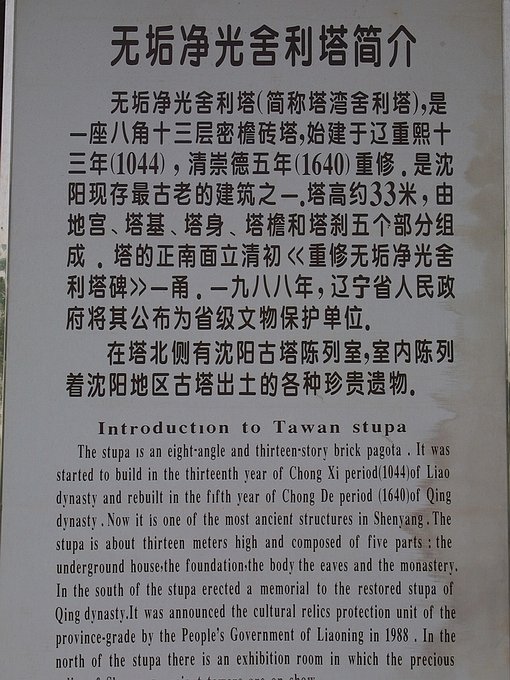 无垢净光舍利塔简介
无垢净光舍利塔(简称塔湾舍利塔),是
一座八角十三层密檐砖塔,始建于辽重熙十
三年(1044)，清崇德五年(1640)重修．是沈
阳现存最古老的建筑之一.塔高约33米，由
地宫、塔基、塔身、塔檐和塔刹五个部分组
成．塔的正南面立清初《重修无垢净光舍
利塔碑》一甬．一九八八年，辽宁省人民政
府将其公布为省级文物保护单位。
在塔北侧有沈阳古塔陈列室,室内陈列
着沈阳地区古塔出土的各种珍贵遗物。
Introduction to Tawan stupa
The stupa is an eight-angle and thirteen-story brick pagota . It was
started to build in the thirteenth year of Chong Xi period(1044)of Liao
dynasty and rebuilt in the fifth year of Chong De period (1640)of Qing
dynasty . Now it is one of the most ancient structures in Shenyang . The
stupa is about thirteen meters high and composed of five parts : the
underground house,the foundation,the body the eaves and the monastery.
In the south of the stupa erected a memorial to the restored stupa of
Qing dynasty.It was announced the cultural relics protection unit of the
province-grade by the People's Government of Liaoning in 1988 . In the
north of the stupa there is an exhibition room in which the precious